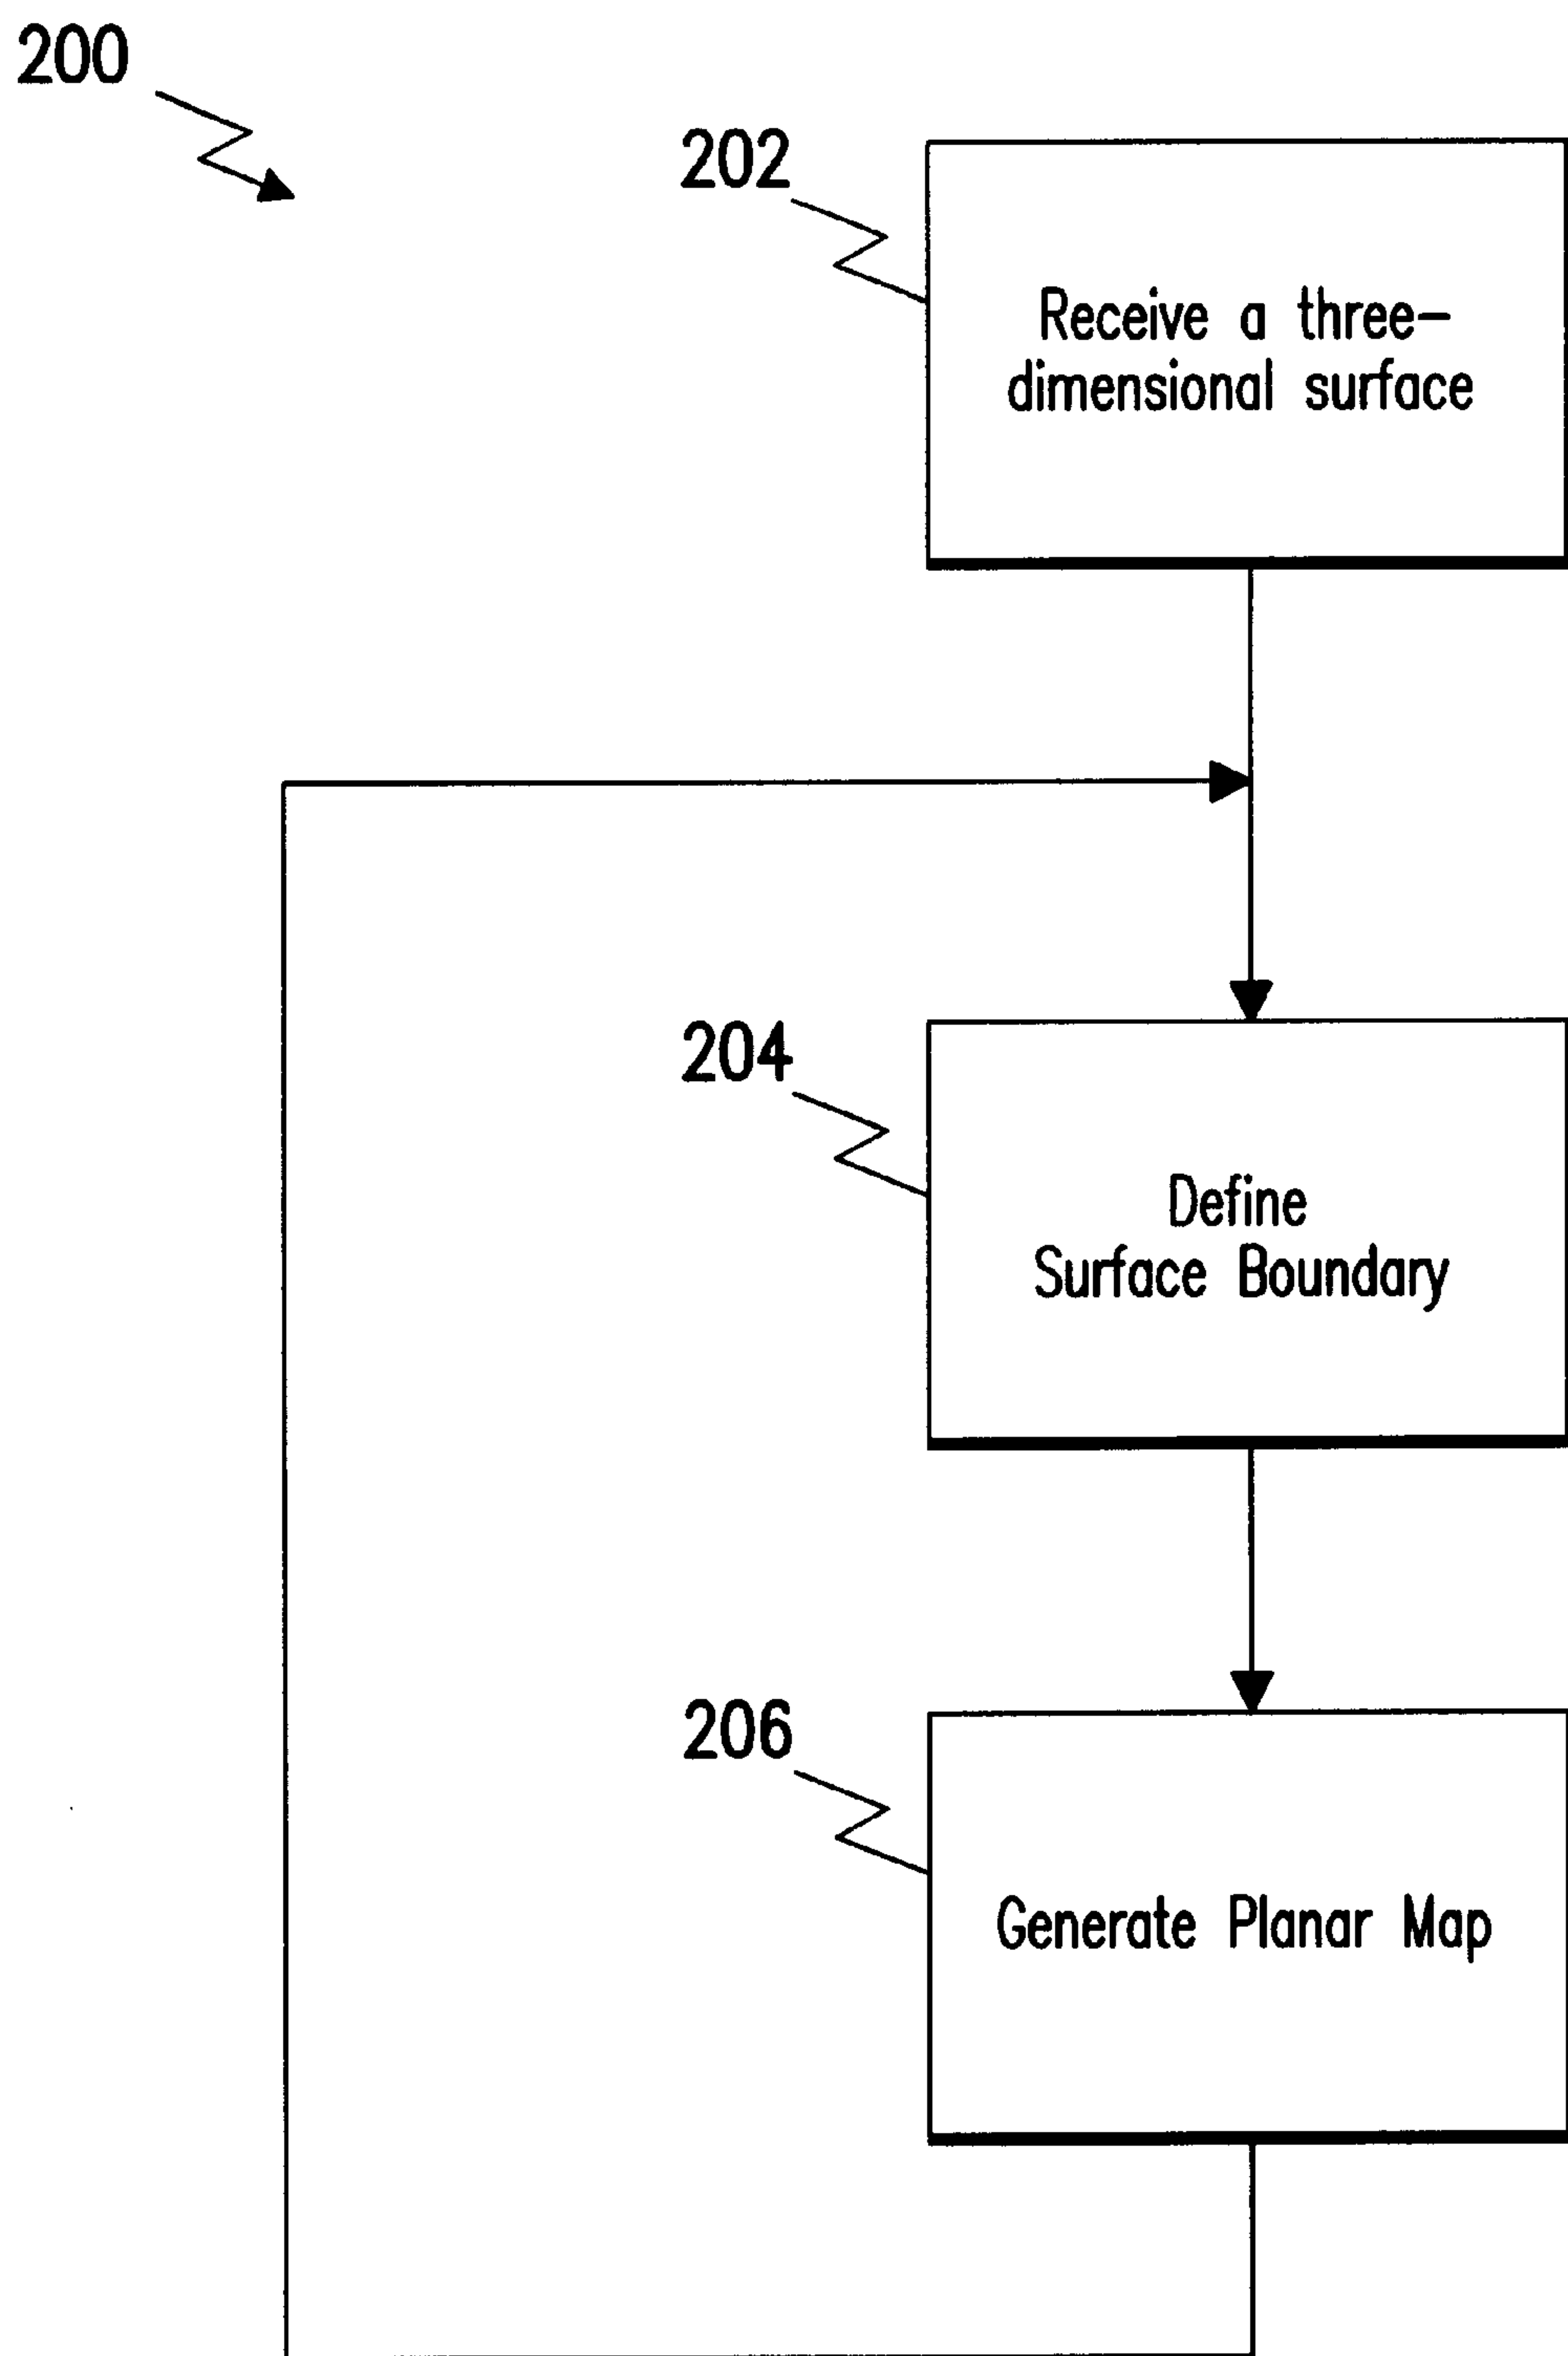 200
202
Receive a three-
dimensional surface
204
Define
Surface Boundary
206
Generate Planar Map